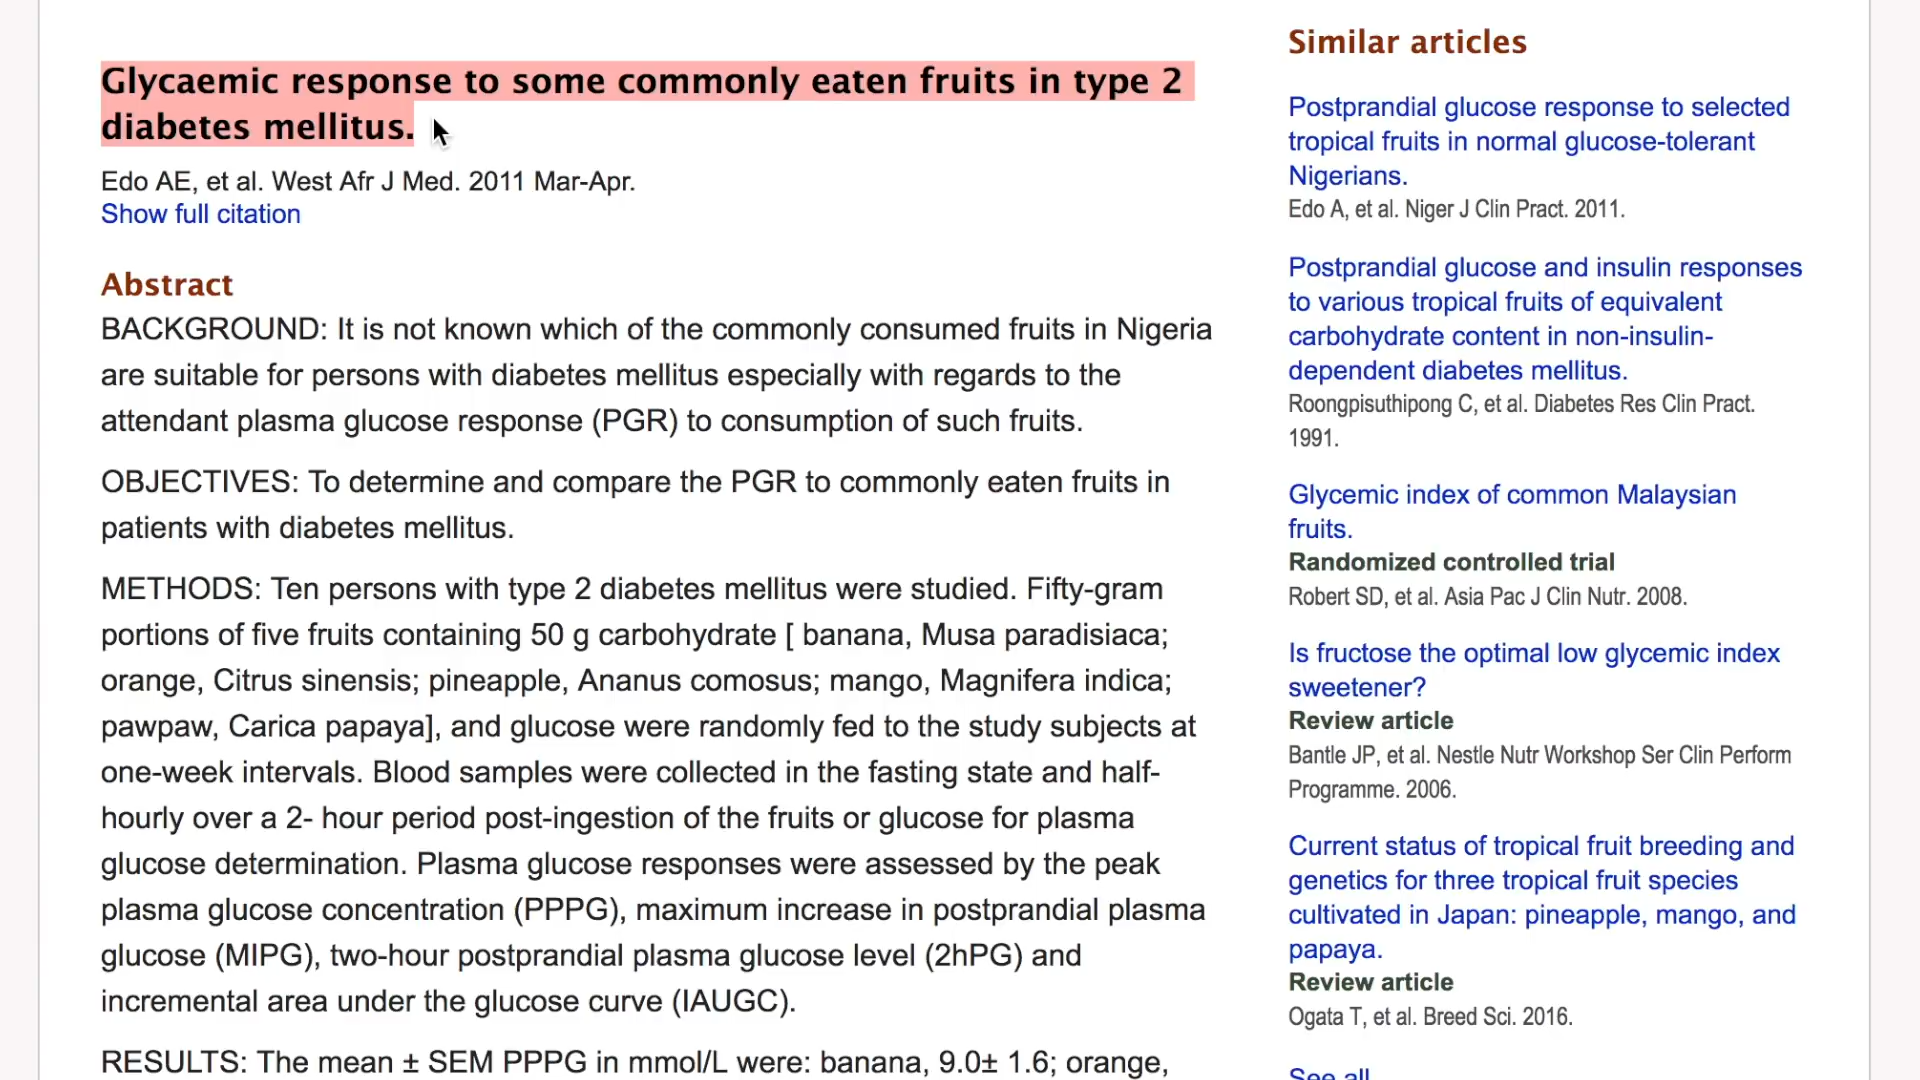 Glycaemic response to some commonly eaten fruits in type 2
diabetes mellitus.
Edo AE, et al. West Afr J Med. 2011 Mar-Apr.
Show full citation
Abstract
BACKGROUND: It is not known which of the commonly consumed fruits in Nigeria
are suitable for persons with diabetes mellitus especially with regards to the
attendant plasma glucose response (PGR) to consumption of such fruits.
OBJECTIVES: To determine and compare the PGR to commonly eaten fruits in
patients with diabetes mellitus.
METHODS: Ten persons with type 2 diabetes mellitus were studied. Fifty-gram
portions of five fruits containing 50 g carbohydrate [ banana, Musa paradisiaca;
orange, Citrus sinensis; pineapple, Ananus comosus; mango, Magnifera indica;
pawpaw, Carica papaya], and glucose were randomly fed to the study subjects at
one-week intervals. Blood samples were collected in the fasting state and half-
hourly over a 2- hour period post-ingestion of the fruits or glucose for plasma
glucose determination. Plasma glucose responses were assessed by the peak
plasma glucose concentration (PPPG), maximum increase in postprandial plasma
glucose (MIPG), two-hour postprandial plasma glucose level (2hPG) and
incremental area under the glucose curve (IAUGC).
RESULTS: The mean ± SEM PPPG in mmol/L were: banana, 9.0± 1.6; orange,
Similar articles
Postprandial glucose response to selected
tropical fruits in normal glucose-tolerant
Nigerians.
Edo A, et al. Niger J Clin Pract. 2011.
Postprandial glucose and insulin responses
to various tropical fruits of equivalent
carbohydrate content in non-insulin-
dependent diabetes mellitus.
Roongpisuthipong C, et al. Diabetes Res Clin Pract.
1991.
Glycemic index of common Malaysian
fruits.
Randomized controlled trial
Robert SD, et al. Asia Pac J Clin Nutr. 2008.
Is fructose the optimal low glycemic index
sweetener?
Review article
Bantle JP, et al. Nestle Nutr Workshop Ser Clin Perform
Programme. 2006.
Current status of tropical fruit breeding and
genetics for three tropical fruit species
cultivated in Japan: pineapple, mango, and
papaya.
Review article
Ogata T, et al. Breed Sci. 2016.
See all